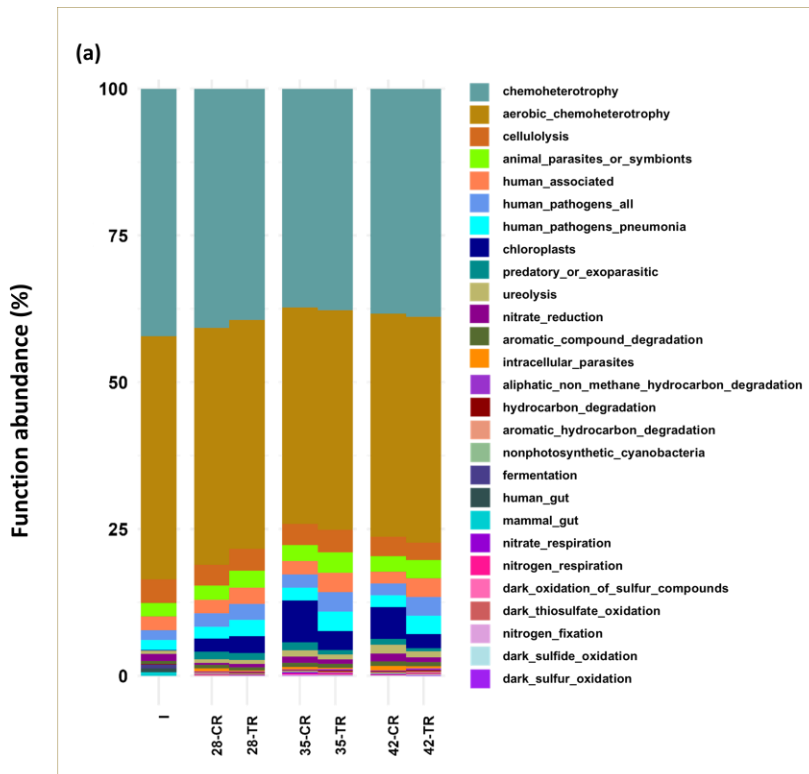 (a)
100
75
50
25
0
Function abundance (%)
I
28-CR
28-TR
35-CR
35-TR
42-CR
42-TR
chemoheterotrophy
aerobic_chemoheterotrophy
cellulolysis
animal_parasites_or_symbionts
human_associated
human_pathogens_all
human_pathogens_pneumonia
chloroplasts
predatory_or_exoparasitic
ureolysis
nitrate_reduction
aromatic_compound_degradation
intracellular_parasites
aliphatic_non_methane_hydrocarbon_degradation
hydrocarbon_degradation
aromatic_hydrocarbon_degradation
nonphotosynthetic_cyanobacteria
fermentation
human_gut
mammal_gut
nitrate_respiration
nitrogen_respiration
dark_oxidation_of_sulfur_compounds
dark_thiosulfate_oxidation
nitrogen_fixation
dark_sulfide_oxidation
dark_sulfur_oxidation